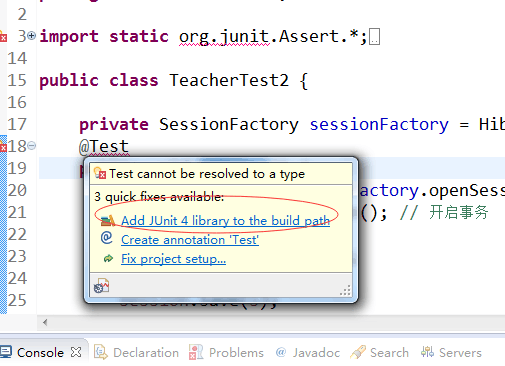 2
3 import static org.junit.Assert.*;
14
15 public class TeacherTest2 {
16
17 private SessionFactory sessionFactory = Hib
18 @Test
19
Test cannot be resolved to a type
3 quick fixes available:
20 actory.openSess
Add JUnit 4 library to the build path
21 (); // 开启事务
22
Create annotation 'Test'
23
Fix project setup...
24
25
Console Declaration Problems @ Javadoc Search Servers